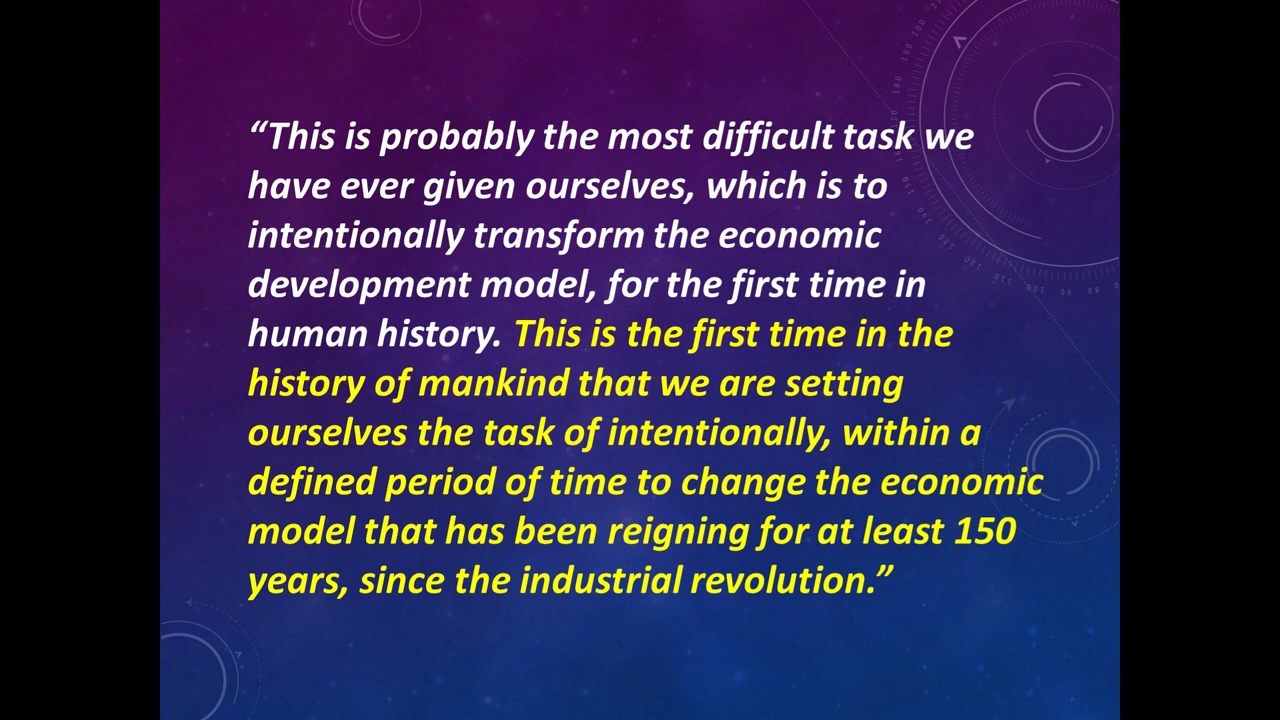 “This is probably the most difficult task we
have ever given ourselves, which is to
intentionally transform the economic
development model, for the first time in
human history. This is the first time in the
history of mankind that we are setting
ourselves the task of intentionally, within a
defined period of time to change the economic
model that has been reigning for at least 150
years, since the industrial revolution.”